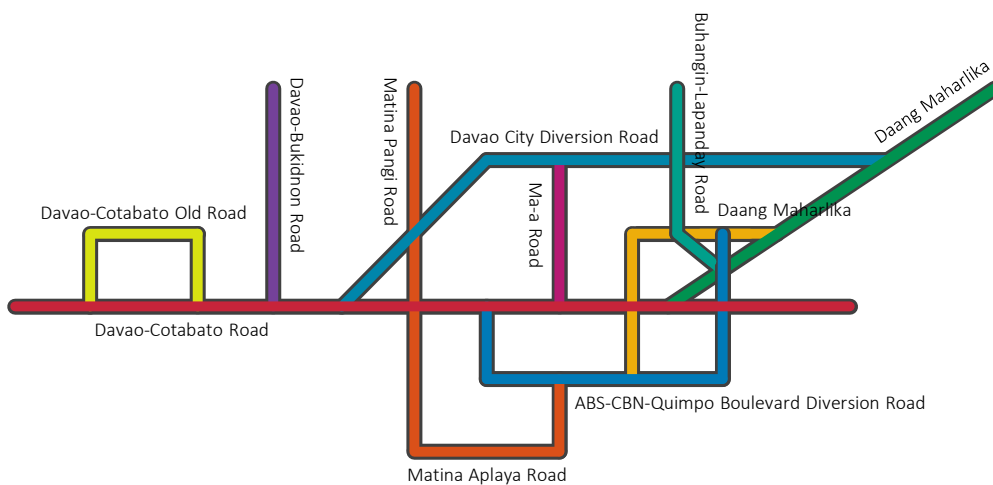 Buhangin-Lapanday Road
Daang Maharlika
Davao-Bukidnon Road
Matina Pangi Road
Davao City Diversion Road
Ma-a Road
Davao-Cotabato Old Road
Daang Maharlika
Davao-Cotabato Road
ABS-CBN-Quimpo Boulevard Diversion Road
Matina Aplaya Road